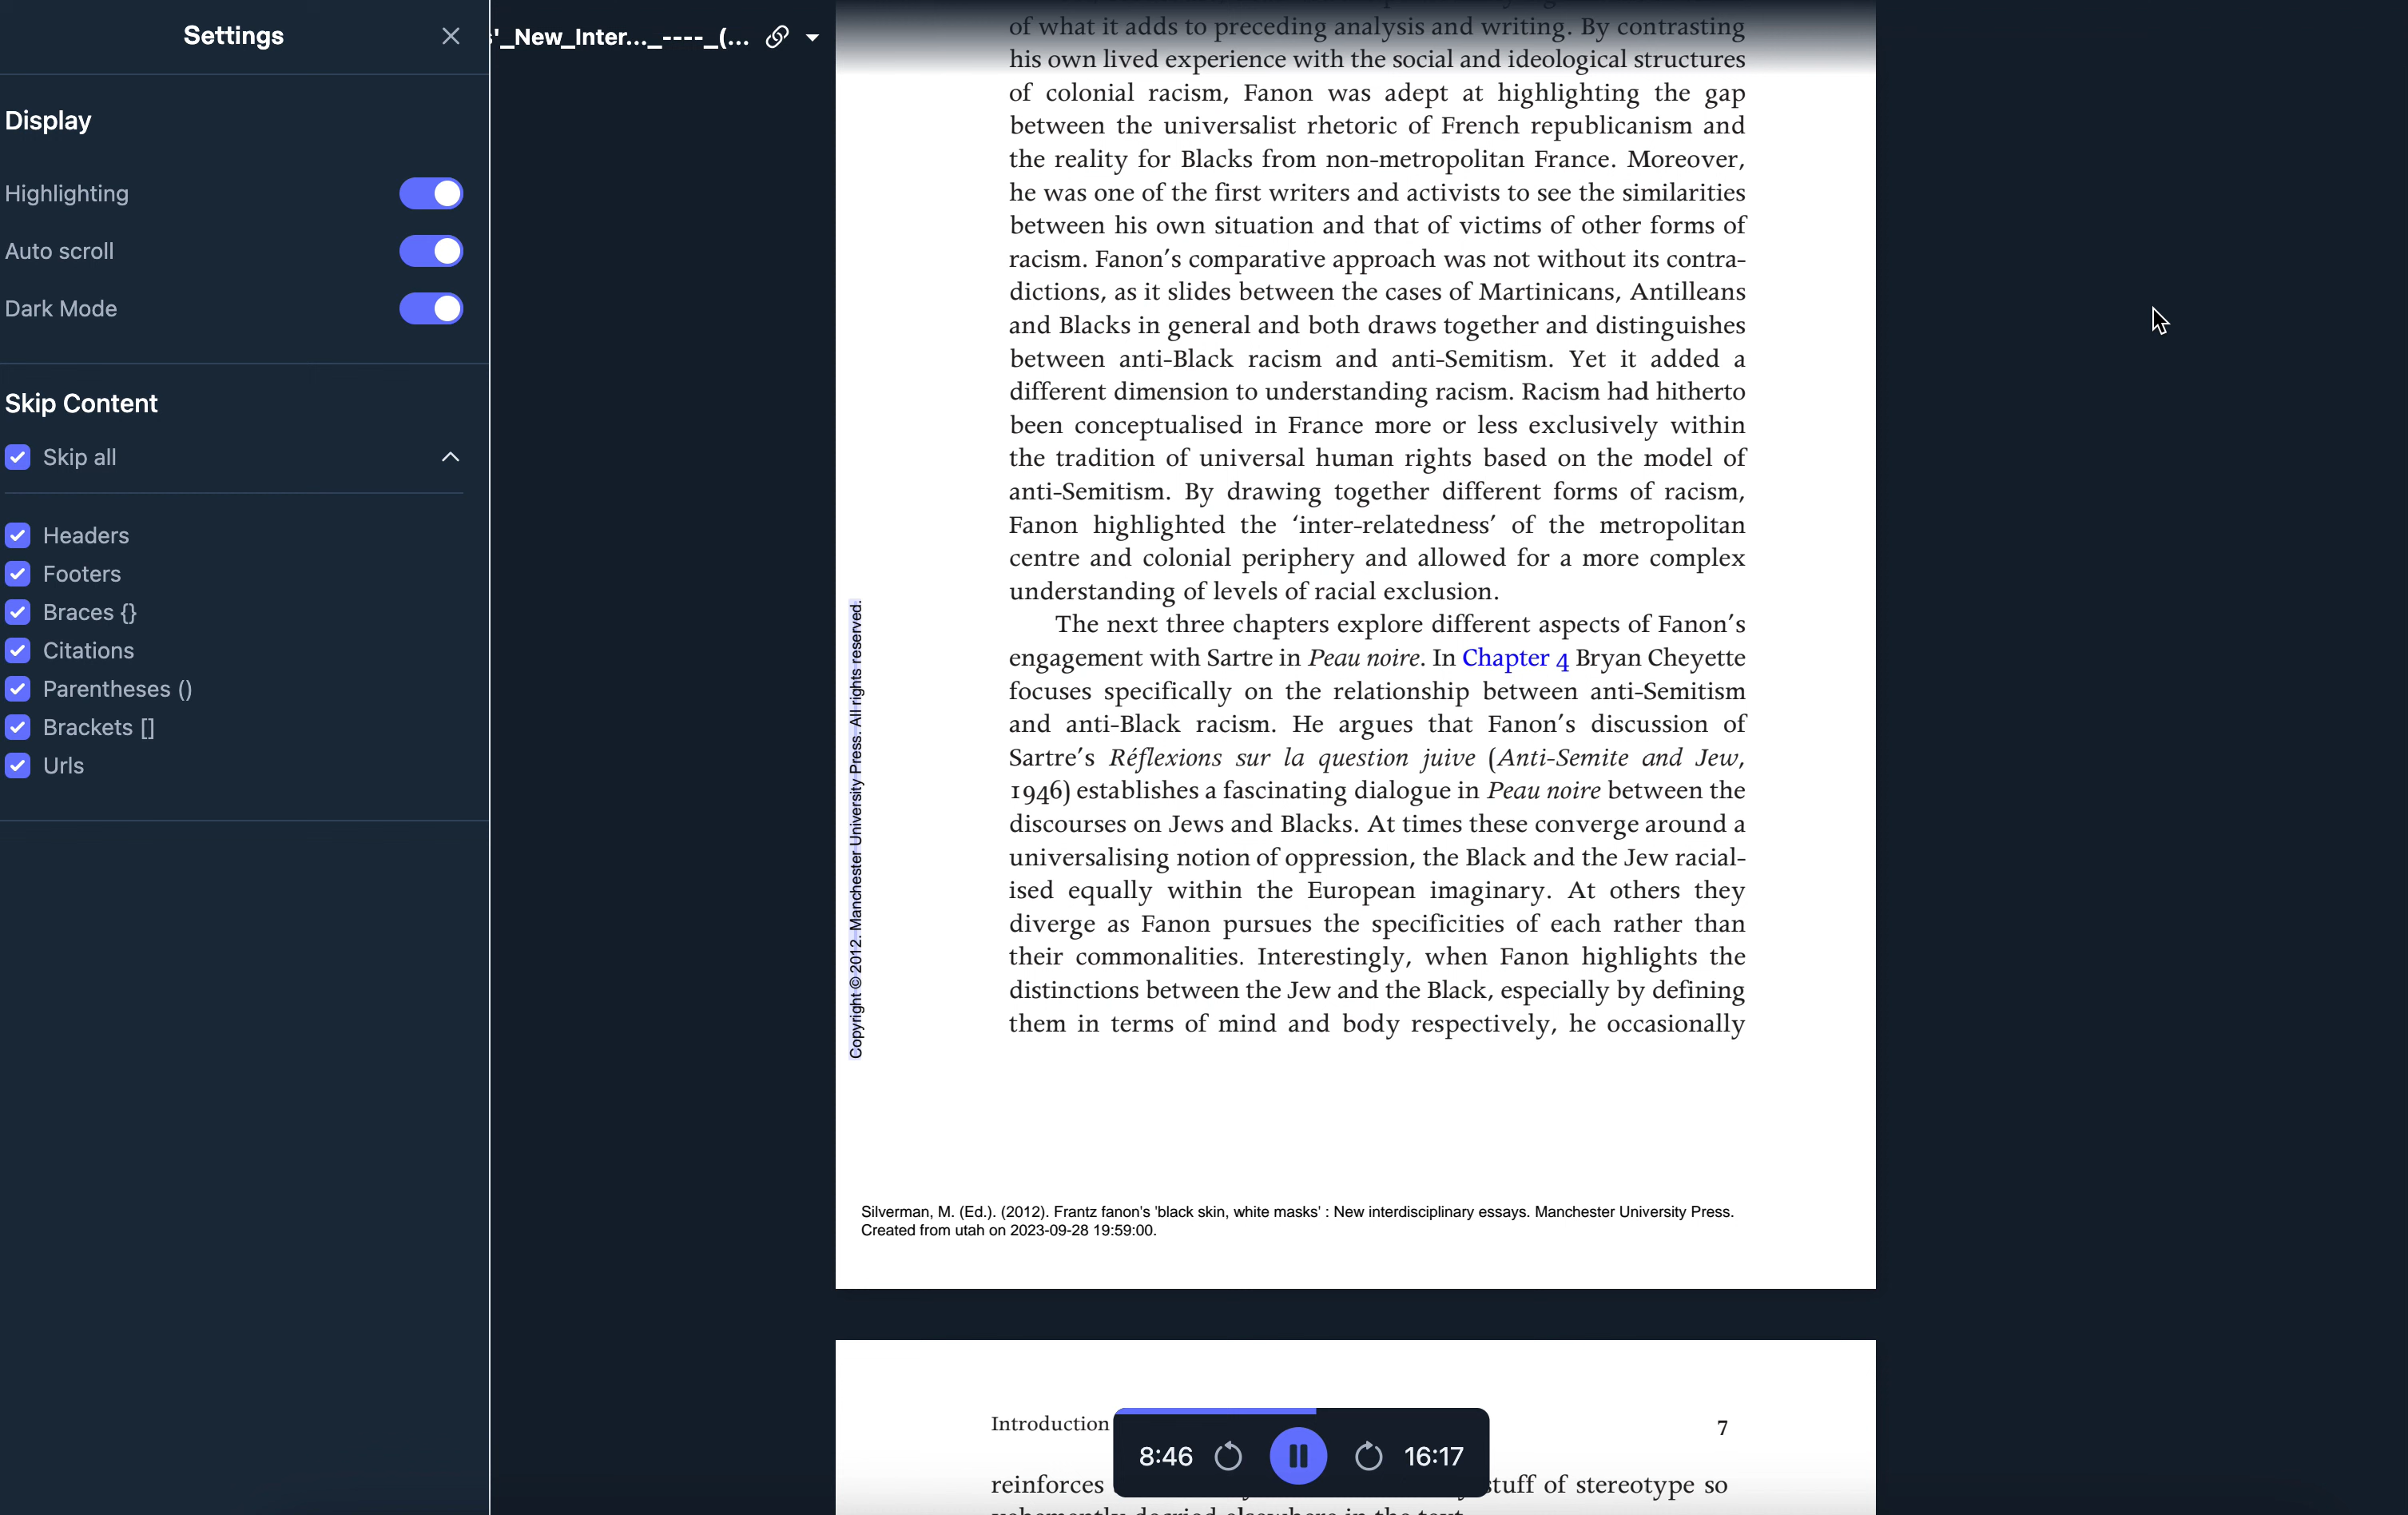 Settings
Display
Highlighting
Auto scroll
Dark Mode
Skip Content
Skip all
Headers
Footers
Braces {}
Citations
Parentheses ()
Brackets []
Urls
'_New_Inter..._----_(...
of what it adds to preceding analysis and writing. By contrasting
his own lived experience with the social and ideological structures
of colonial racism, Fanon was adept at highlighting the gap
between the universalist rhetoric of French republicanism and
the reality for Blacks from non-metropolitan France. Moreover,
he was one of the first writers and activists to see the similarities
between his own situation and that of victims of other forms of
racism. Fanon’s comparative approach was not without its contra-
dictions, as it slides between the cases of Martinicans, Antilleans
and Blacks in general and both draws together and distinguishes
between anti-Black racism and anti-Semitism. Yet it added a
different dimension to understanding racism. Racism had hitherto
been conceptualised in France more or less exclusively within
the tradition of universal human rights based on the model of
anti-Semitism. By drawing together different forms of racism,
Fanon highlighted the ‘inter-relatedness’ of the metropolitan
centre and colonial periphery and allowed for a more complex
understanding of levels of racial exclusion.
The next three chapters explore different aspects of Fanon’s
engagement with Sartre in Peau noire. In Chapter 4 Bryan Cheyette
focuses specifically on the relationship between anti-Semitism
and anti-Black racism. He argues that Fanon’s discussion of
Sartre’s Réflexions sur la question juive (Anti-Semite and Jew,
1946) establishes a fascinating dialogue in Peau noire between the
discourses on Jews and Blacks. At times these converge around a
universalising notion of oppression, the Black and the Jew racial-
ised equally within the European imaginary. At others they
diverge as Fanon pursues the specificities of each rather than
their commonalities. Interestingly, when Fanon highlights the
distinctions between the Jew and the Black, especially by defining
them in terms of mind and body respectively, he occasionally
Copyright © 2012. Manchester University Press. All rights reserved.
Silverman, M. (Ed.). (2012). Frantz fanon's 'black skin, white masks' : New interdisciplinary essays. Manchester University Press.
Created from utah on 2023-09-28 19:59:00.
Introduction 7
8:46 16:17
reinforces stuff of stereotype so
vehemently decried elsewhere in the text.